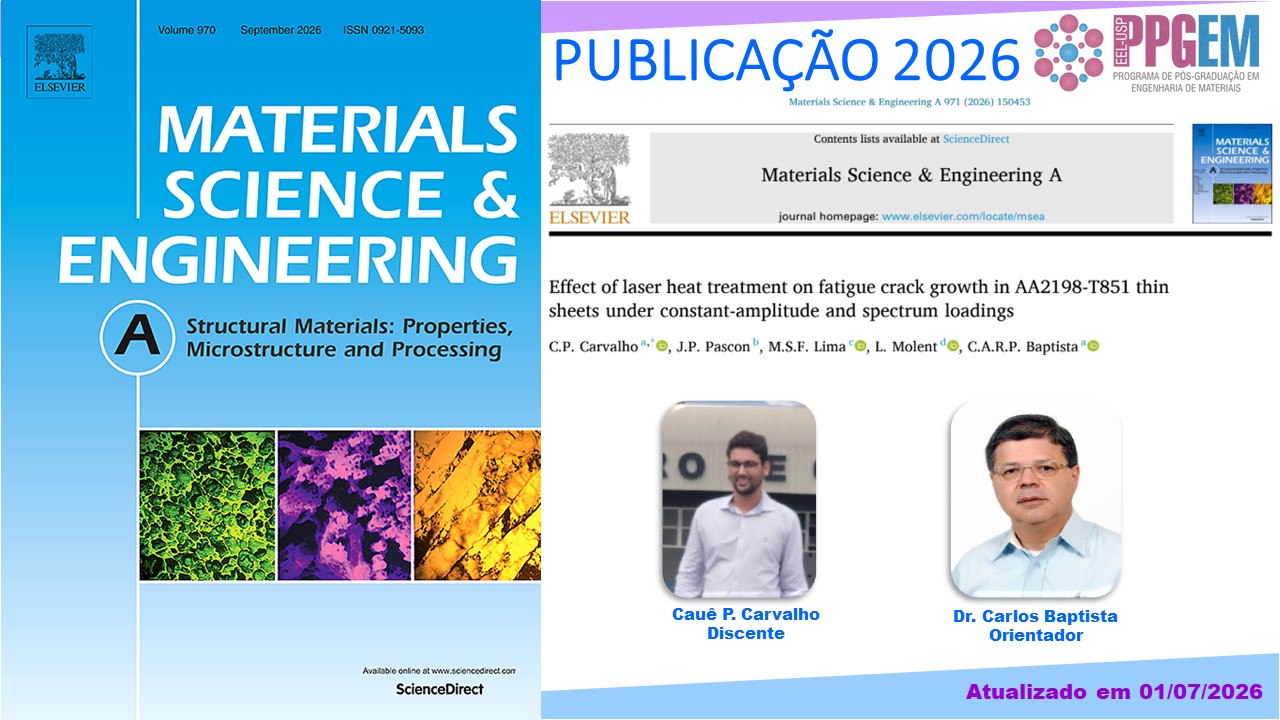 Volume 970 September 2026 ISSN 0921-5093
ELSEVIER
MATERIALS
SCIENCE &
ENGINEERING
A
Structural Materials: Properties,
Microstructure and Processing
Available online at www.sciencedirect.com
ScienceDirect
PUBLICAÇÃO 2026
EEL-USP
PPGEM
PROGRAMA DE PÓS-GRADUAÇÃO EM
ENGENHARIA DE MATERIAIS
Materials Science & Engineering A 971 (2026) 150453
Contents lists available at ScienceDirect
Materials Science & Engineering A
journal homepage: www.elsevier.com/locate/msea
ELSEVIER
MATERIALS
SCIENCE &
ENGINEERING
A
Effect of laser heat treatment on fatigue crack growth in AA2198-T851 thin
sheets under constant-amplitude and spectrum loadings
C.P. Carvalho a,* iD, J.P. Pascon b, M.S.F. Lima c iD, L. Molent d iD, C.A.R.P. Baptista a iD
Cauê P. Carvalho
Discente
Dr. Carlos Baptista
Orientador
Atualizado em 01/07/2026